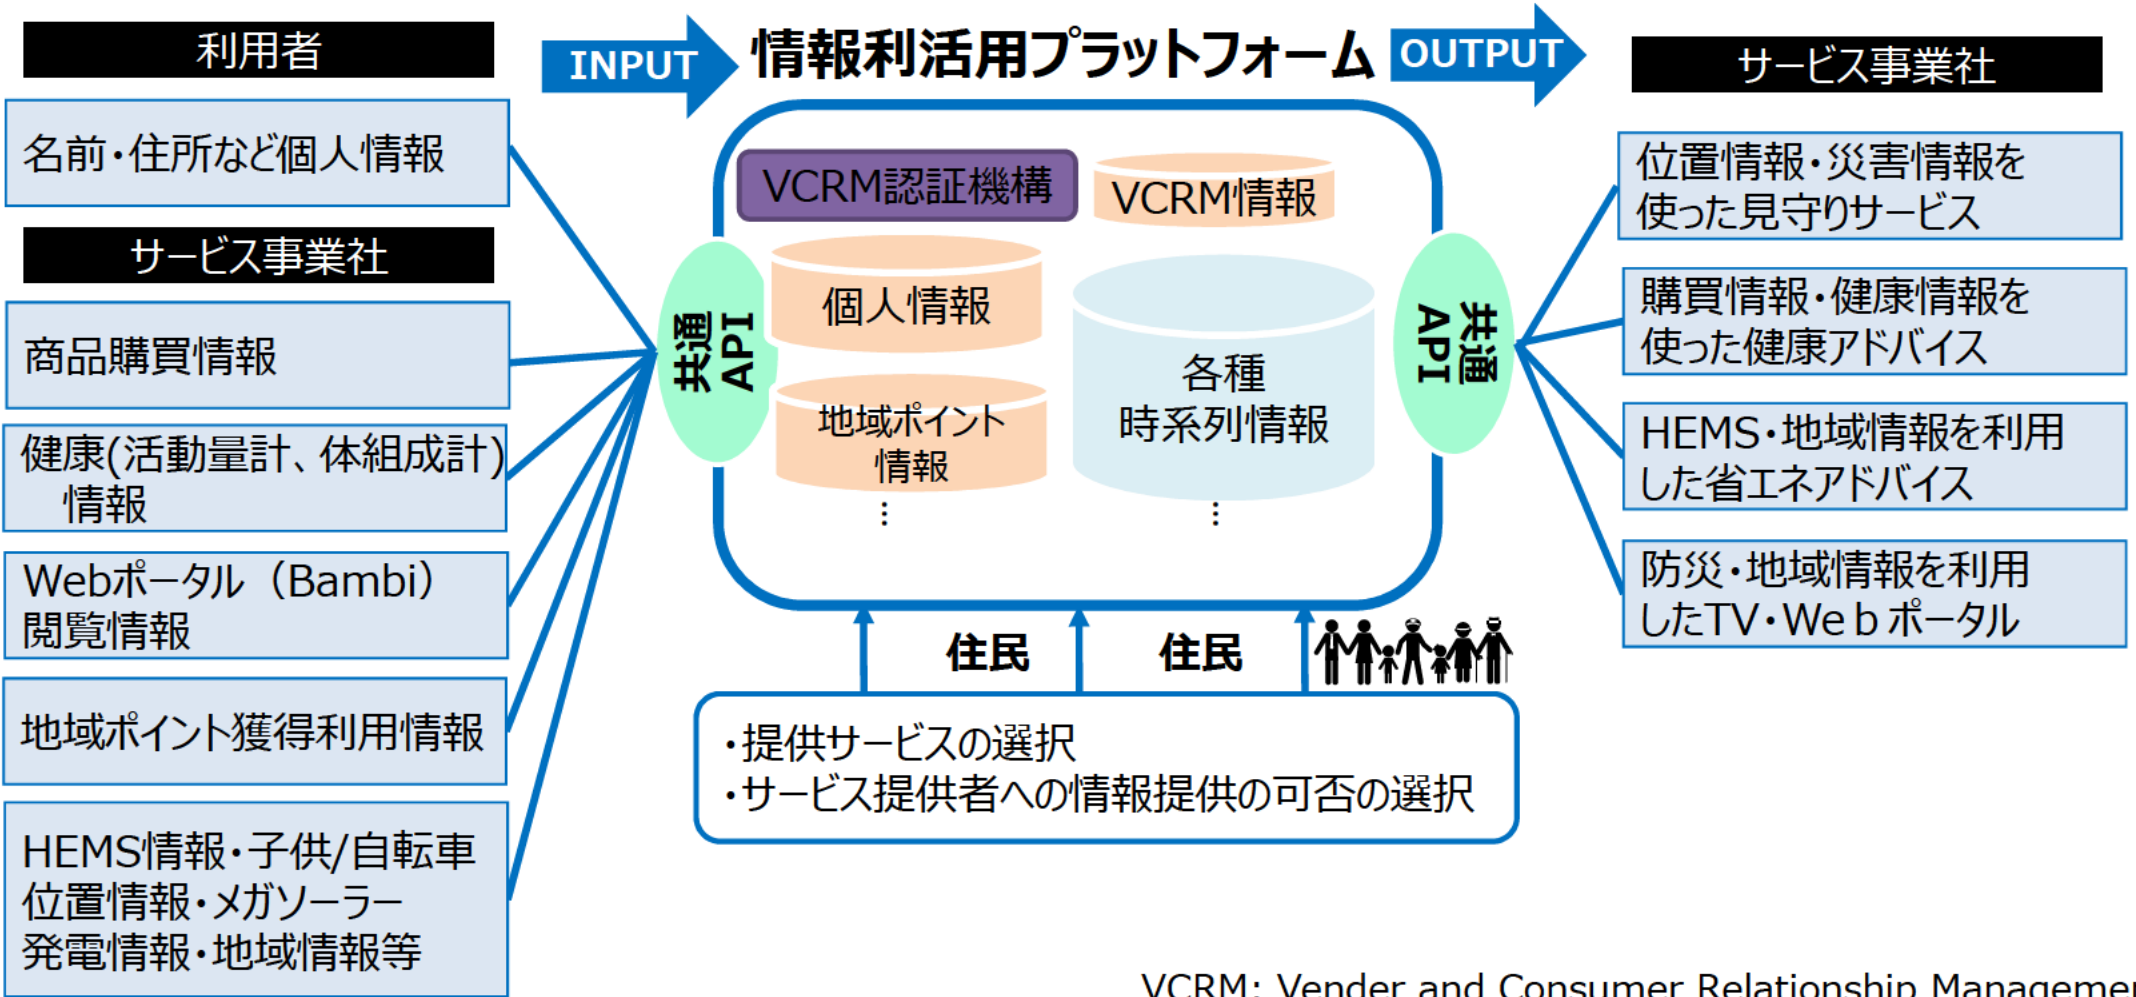 利用者
名前・住所など個人情報
サービス事業社
商品購買情報
健康(活動量計、体組成計)
情報
Webポータル（Bambi）
閲覧情報
地域ポイント獲得利用情報
HEMS情報・子供/自転車
位置情報・メガソーラー
発電情報・地域情報等
INPUT
情報利活用プラットフォーム
OUTPUT
VCRM認証機構
VCRM情報
個人情報
地域ポイント
情報
…
各種
時系列情報
…
共通
API
共通
API
住民
住民
・提供サービスの選択
・サービス提供者への情報提供の可否の選択
サービス事業社
位置情報・災害情報を
使った見守りサービス
購買情報・健康情報を
使った健康アドバイス
HEMS・地域情報を利用
した省エネアドバイス
防災・地域情報を利用
したTV・Ｗｅｂポータル
VCRM: Vender and Consumer Relationship Managemen